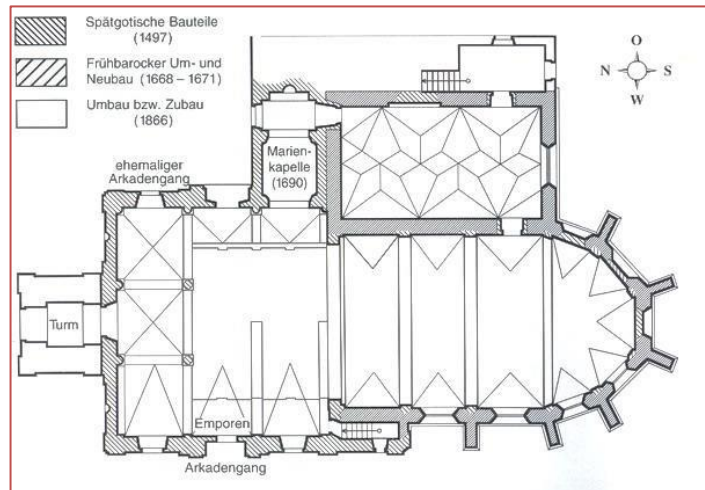 Spätgotische Bauteile
(1497)
Frühbarocker Um- und
Neubau (1668 – 1671)
Umbau bzw. Zubau
(1866)
O
N
S
W
Marien-
kapelle
(1690)
ehemaliger
Arkadengang
Turm
Emporen
Arkadengang